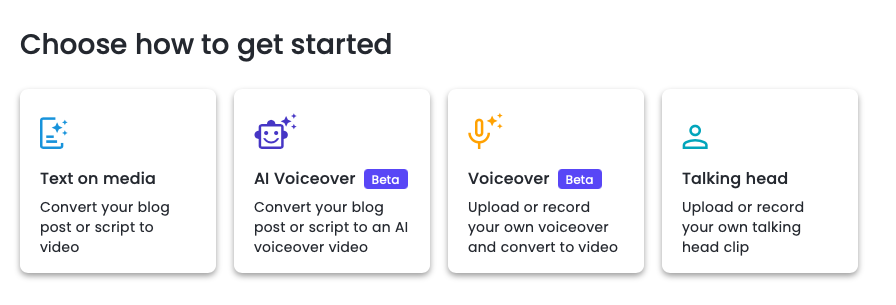 Choose how to get started
Text on media
Convert your blog
post or script to
video
AI Voiceover Beta
Convert your blog
post or script to an AI
voiceover video
Voiceover Beta
Upload or record
your own voiceover
and convert to video
Talking head
Upload or record
your own talking
head clip